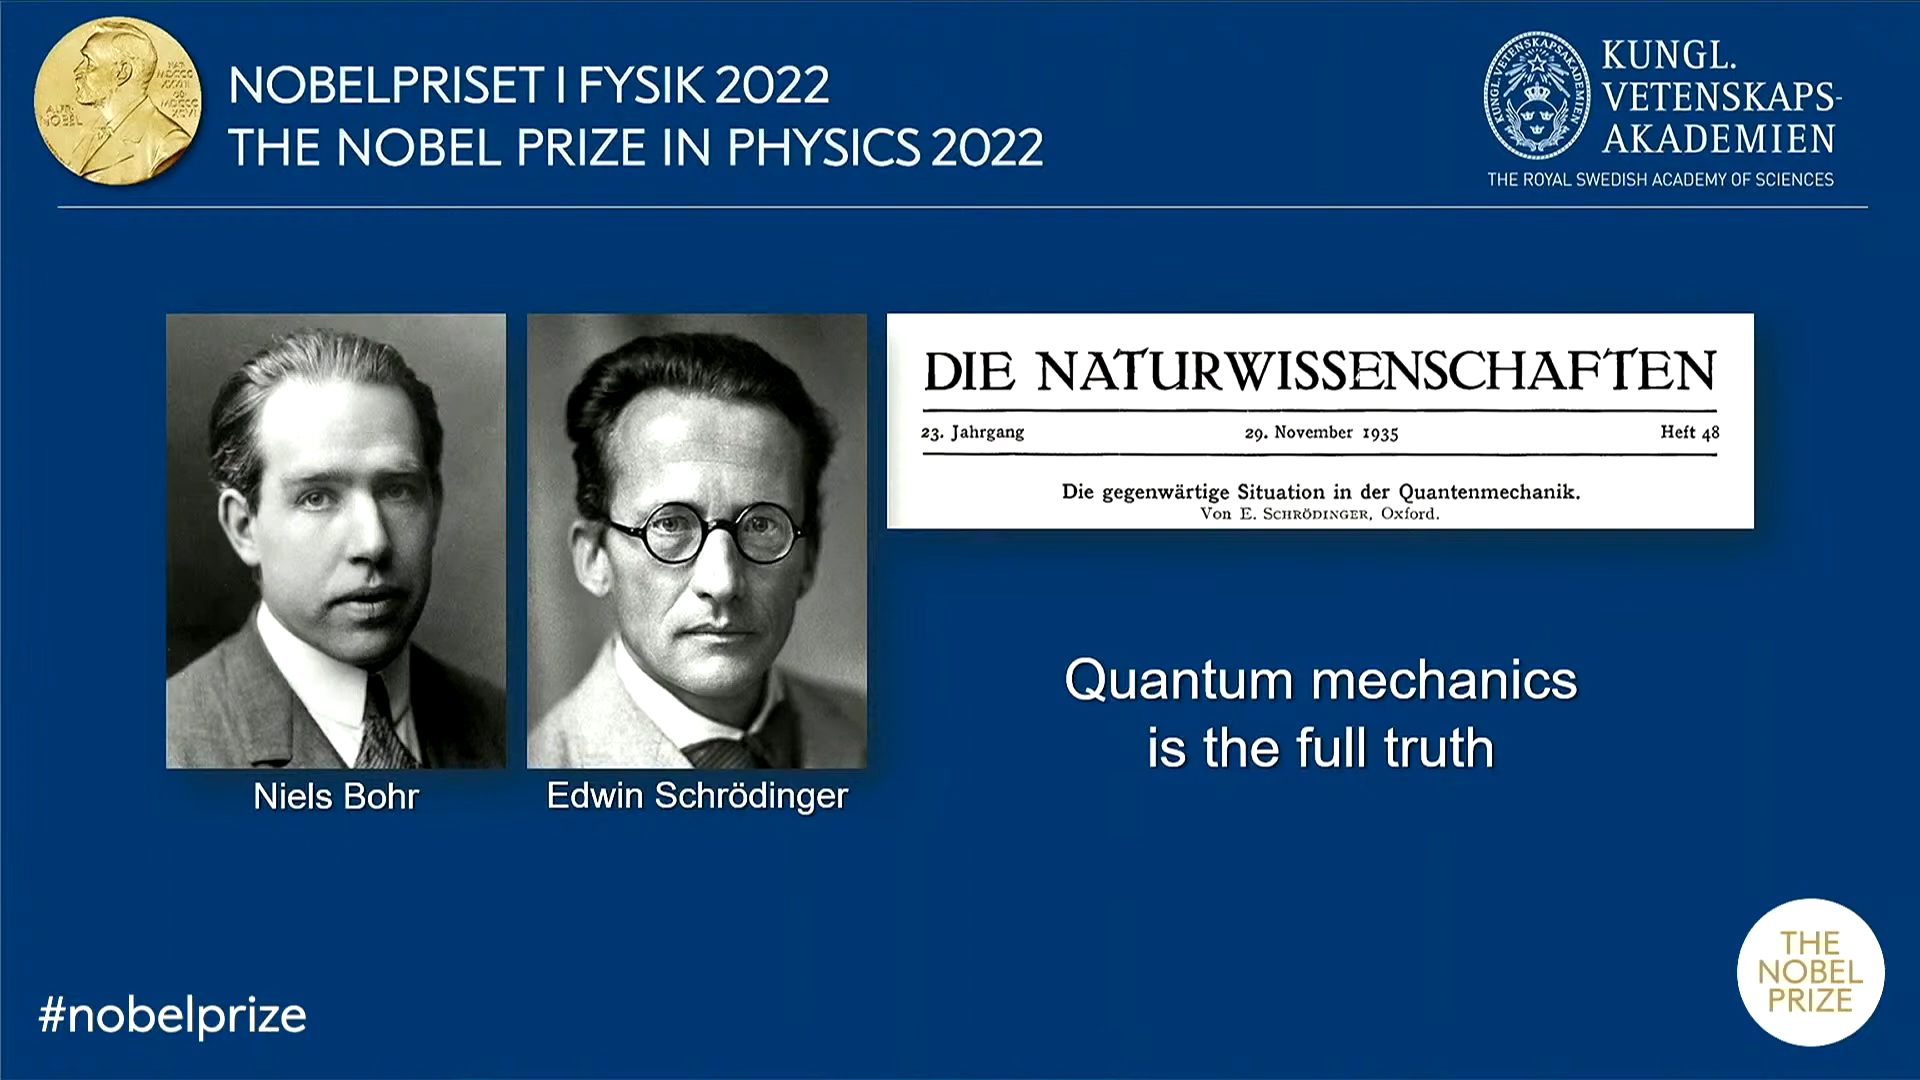 NOBELPRISET I FYSIK 2022
THE NOBEL PRIZE IN PHYSICS 2022
KUNGL.
VETENSKAPS-
AKADEMIEN
THE ROYAL SWEDISH ACADEMY OF SCIENCES
DIE NATURWISSENSCHAFTEN
23. Jahrgang 29. November 1935 Heft 48
Die gegenwärtige Situation in der Quantenmechanik.
Von E. SCHRÖDINGER, Oxford.
Quantum mechanics
is the full truth
Niels Bohr
Edwin Schrödinger
#nobelprize
THE
NOBEL
PRIZE